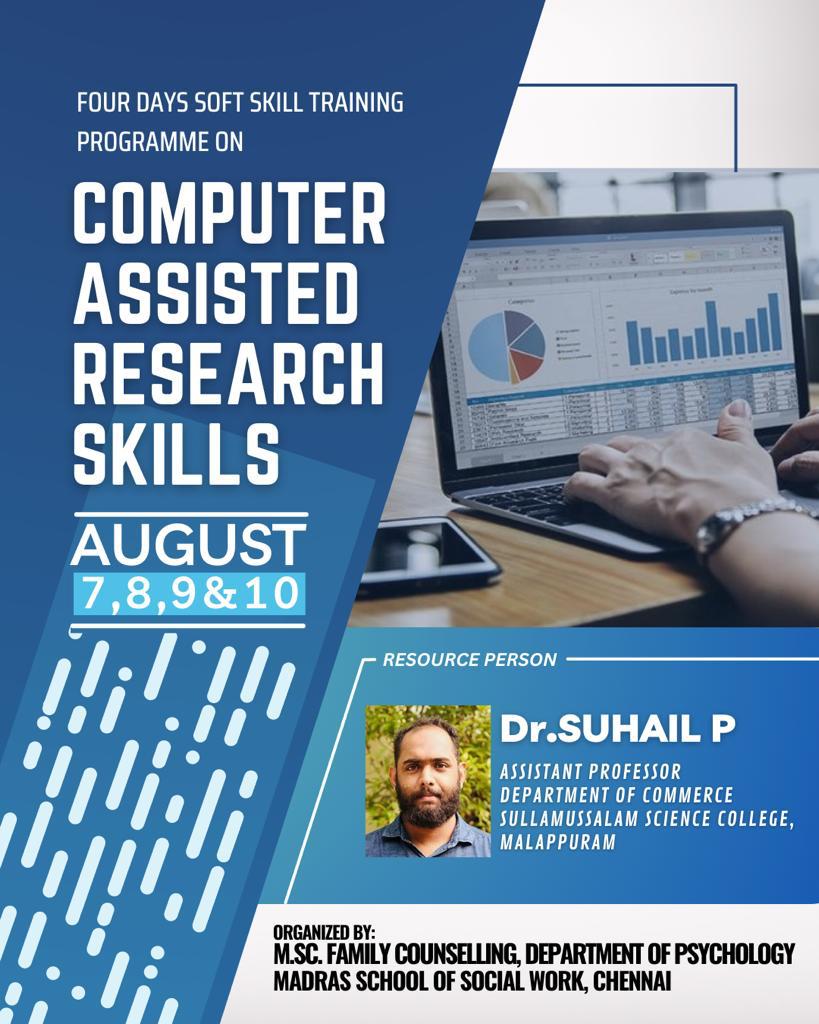 FOUR DAYS SOFT SKILL TRAINING
PROGRAMME ON
COMPUTER
ASSISTED
RESEARCH
SKILLS
AUGUST
7,8,9&10
Categories
RESOURCE PERSON
Dr.SUHAIL P
ASSISTANT PROFESSOR
DEPARTMENT OF COMMERCE
SULLAMUSSALAM SCIENCE COLLEGE,
MALAPPURAM
ORGANIZED BY:
M.SC. FAMILY COUNSELLING, DEPARTMENT OF PSYCHOLOGY
MADRAS SCHOOL OF SOCIAL WORK, CHENNAI